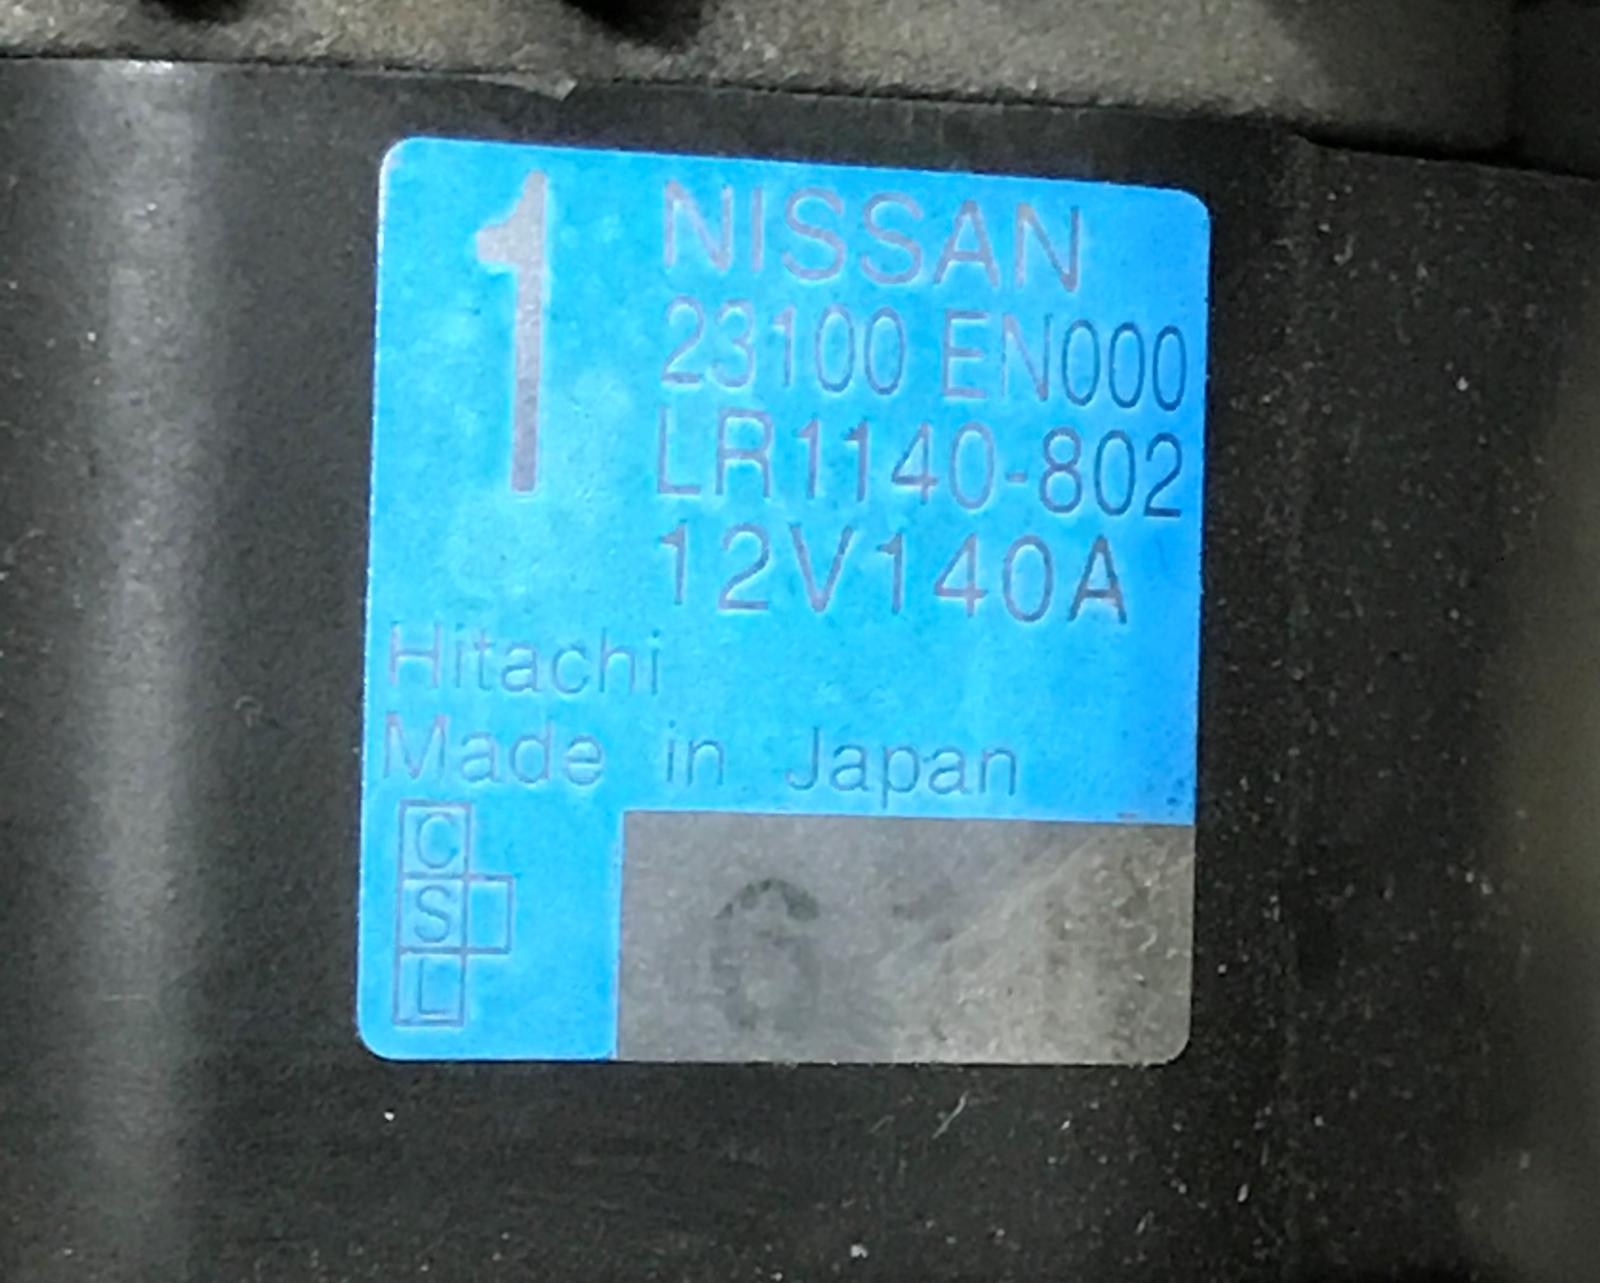 1
NISSAN
23100 EN000
LR1140-802
12V140A
Hitachi
Made in Japan
C
S
L